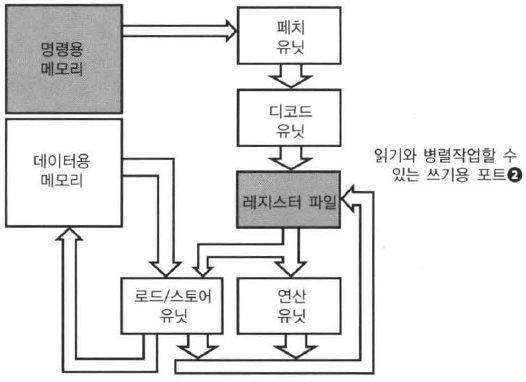 명령용
메모리
페치
유닛
디코드
유닛
데이터용
메모리
읽기와 병렬작업할 수
있는 쓰기용 포트❷
레지스터 파일
로드/스토어
유닛
연산
유닛